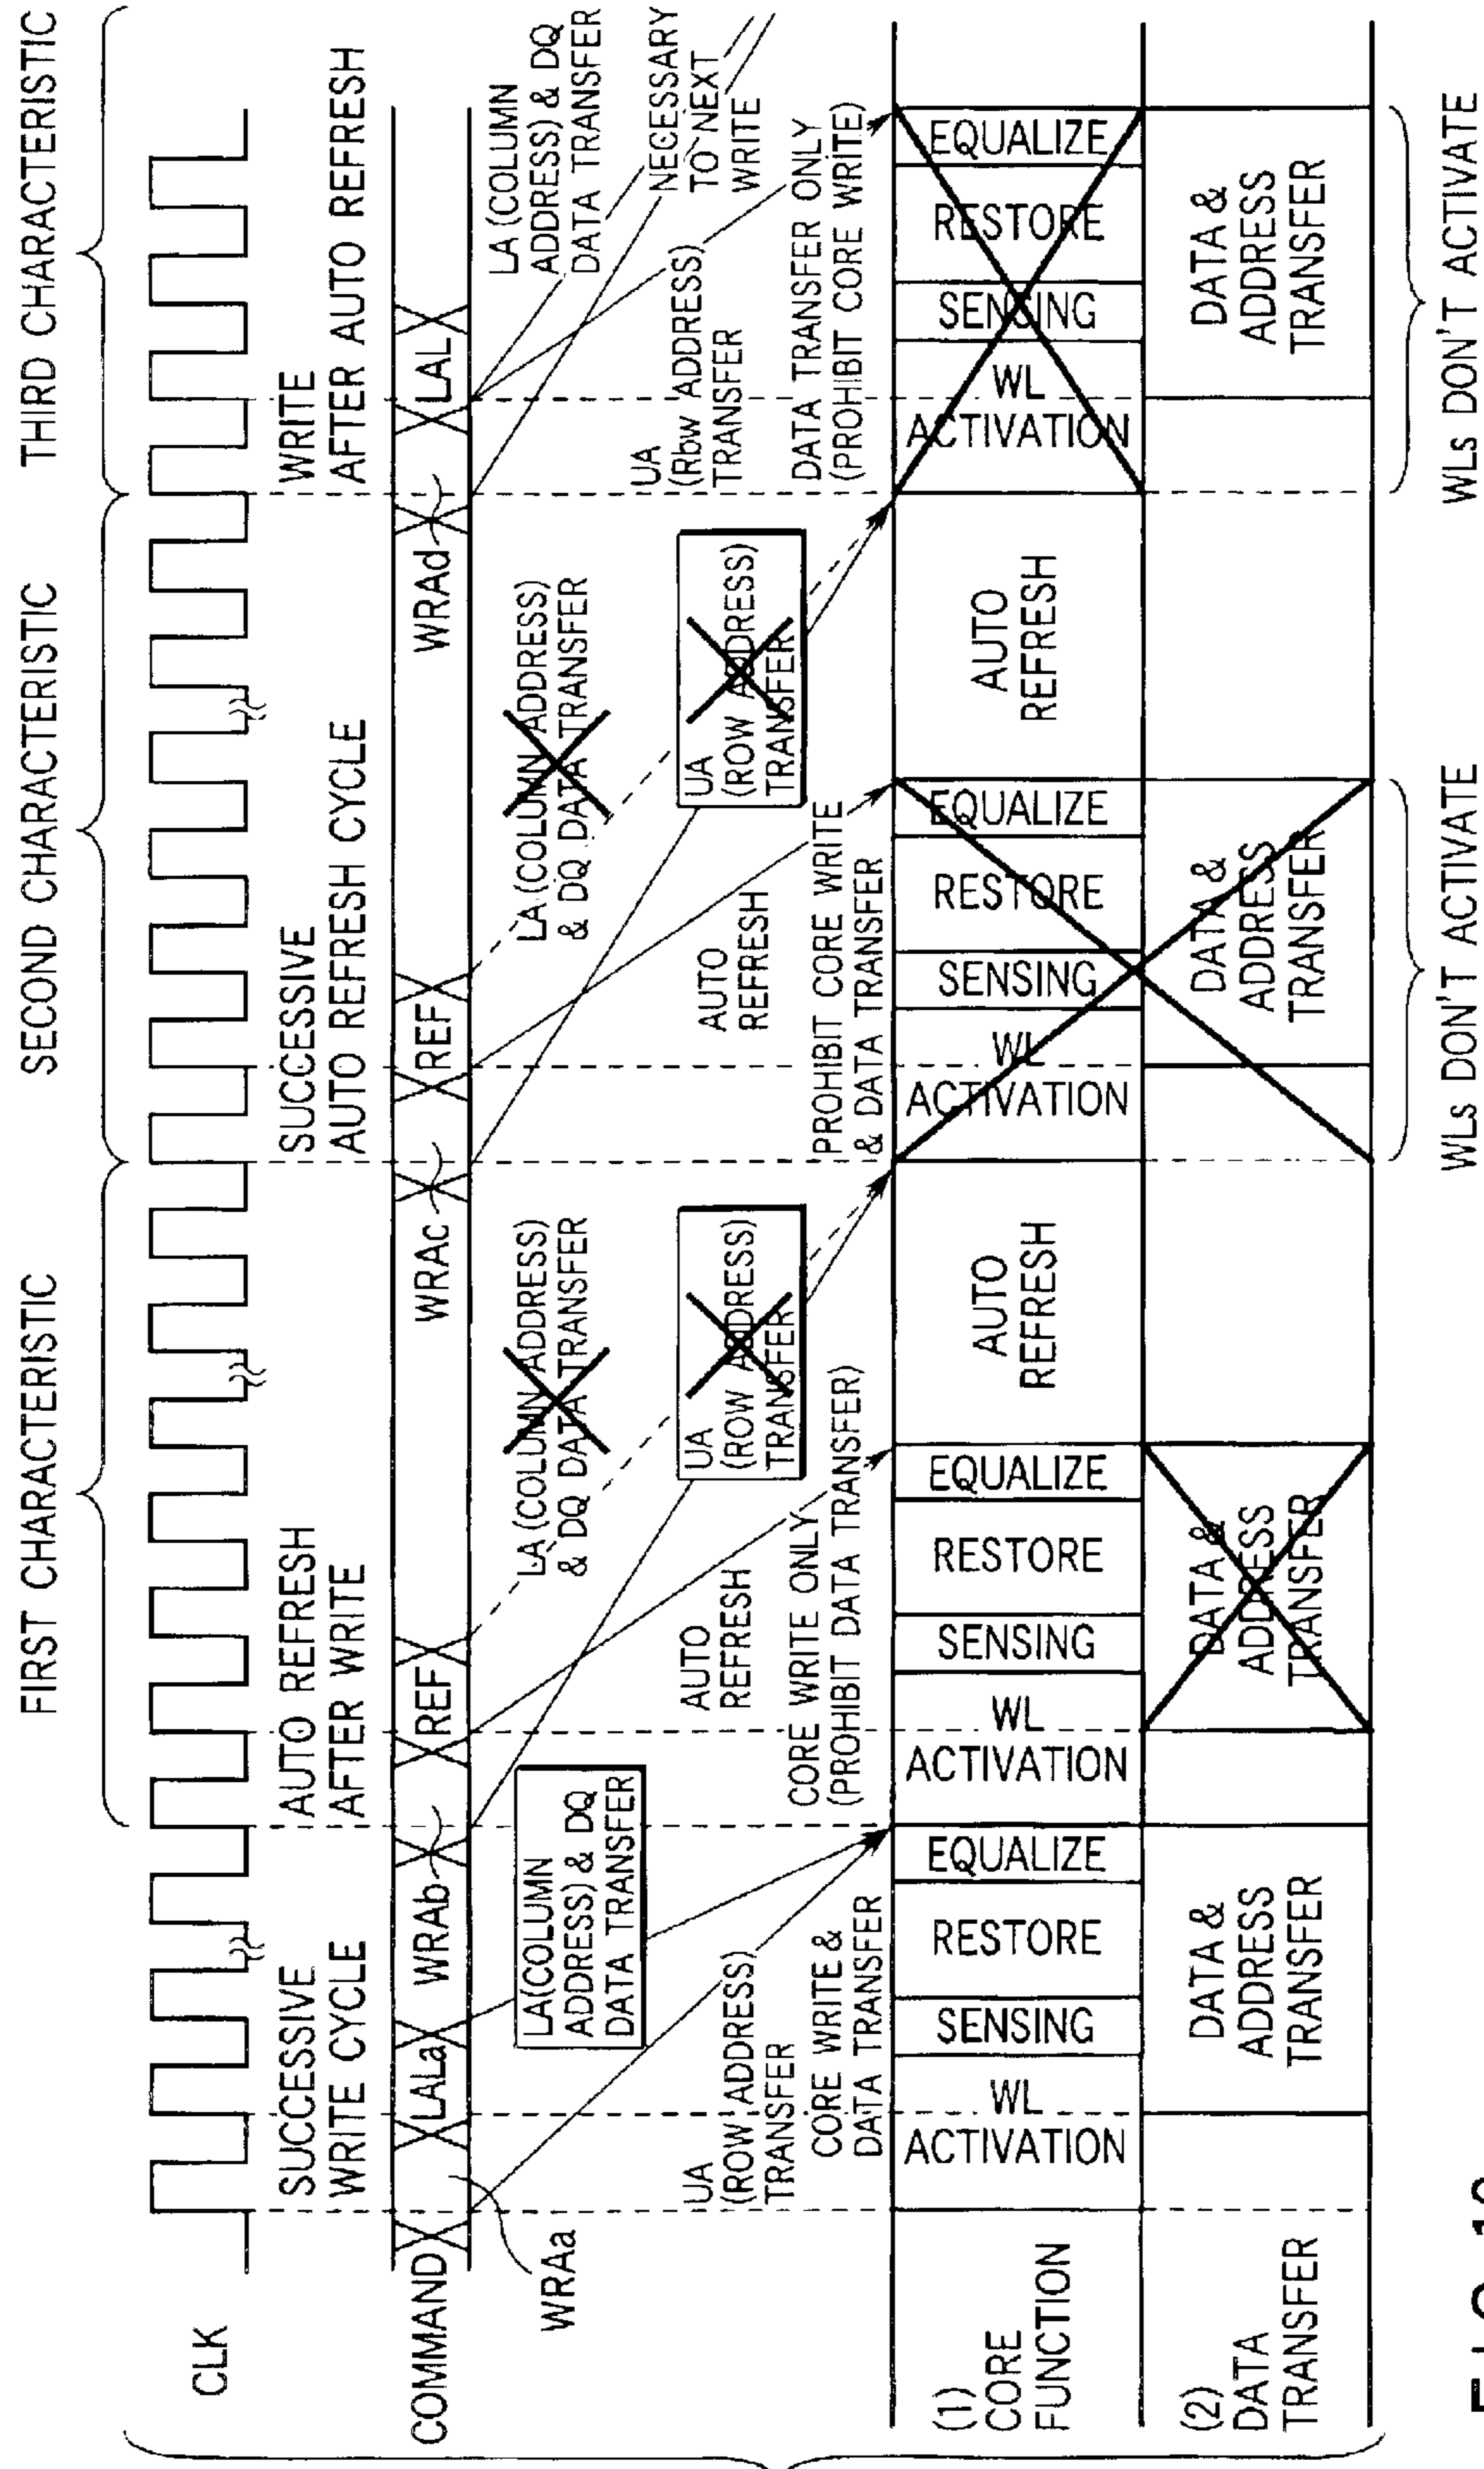 FIRST CHARACTERISTIC
SECOND CHARACTERISTIC
THIRD CHARACTERISTIC
CLK
SUCCESSIVE
WRITE CYCLE
AUTO REFRESH
AFTER WRITE
SUCCESSIVE
AUTO REFRESH CYCLE
WRITE
AFTER AUTO REFRESH
COMMAND
LALa
WRAb
REF
WRAc
REF
WRAd
LAL
WRAa
LA(COLUMN
ADDRESS) & DQ
DATA TRANSFER
LA(COLUMN ADDRESS)
& DQ DATA TRANSFER
LA(COLUMN ADDRESS)
& DQ DATA TRANSFER
LA(COLUMN
ADDRESS) & DQ
DATA TRANSFER
UA
(ROW ADDRESS)
TRANSFER
AUTO
REFRESH
UA
(ROW ADDRESS)
TRANSFER
AUTO
REFRESH
UA
(ROW ADDRESS)
TRANSFER
UA
(Rbw ADDRESS)
TRANSFER
NECESSARY
TO NEXT
WRITE
CORE WRITE &
DATA TRANSFER
CORE WRITE ONLY
(PROHIBIT DATA TRANSFER)
PROHIBIT CORE WRITE
& DATA TRANSFER
DATA TRANSFER ONLY
(PROHIBIT CORE WRITE)
(1)
CORE
FUNCTION
WL
ACTIVATION
SENSING
RESTORE
EQUALIZE
WL
ACTIVATION
SENSING
RESTORE
EQUALIZE
AUTO
REFRESH
WL
ACTIVATION
SENSING
RESTORE
EQUALIZE
AUTO
REFRESH
WL
ACTIVATION
SENSING
RESTORE
EQUALIZE
(2)
DATA
TRANSFER
DATA &
ADDRESS
TRANSFER
DATA &
ADDRESS
TRANSFER
DATA &
ADDRESS
TRANSFER
DATA &
ADDRESS
TRANSFER
WLs DON'T ACTIVATE
WLs DON'T ACTIVATE